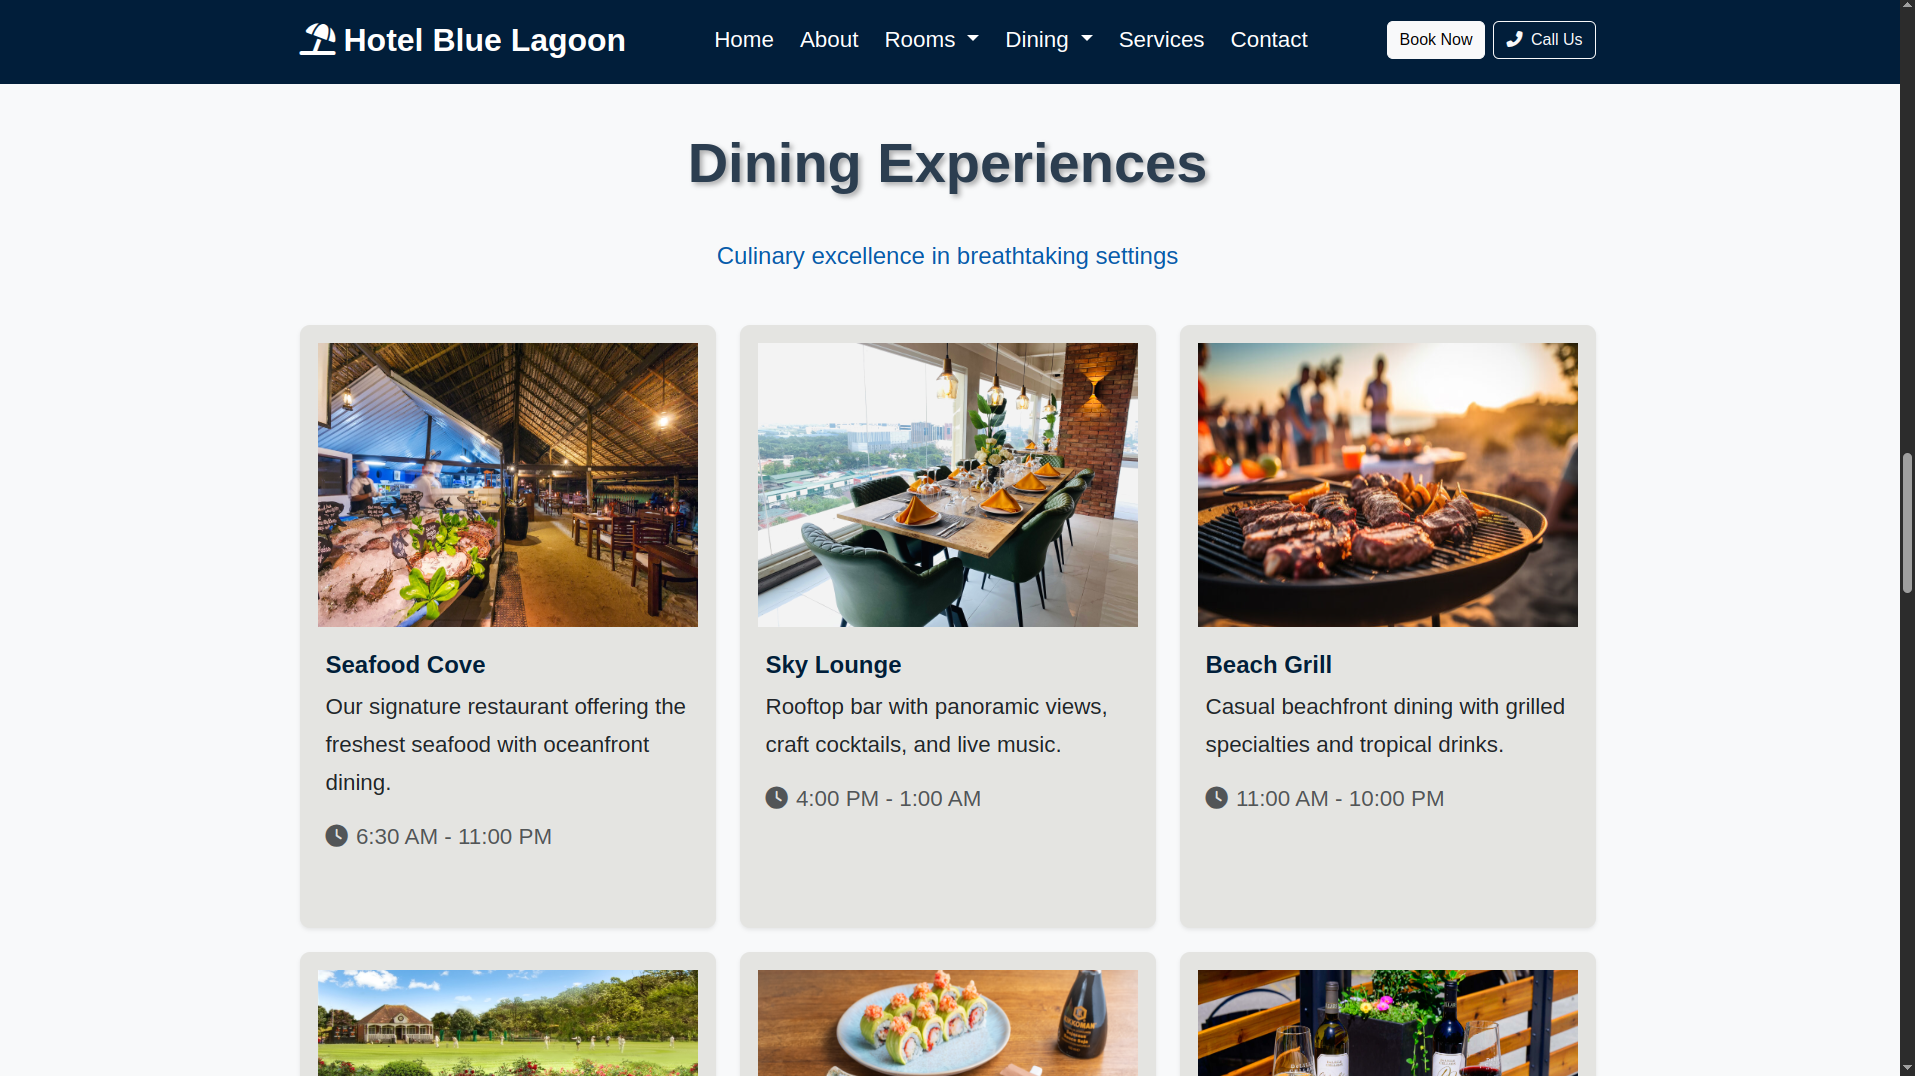 Hotel Blue Lagoon
Home About Rooms Dining Services Contact
Book Now Call Us
Dining Experiences
Culinary excellence in breathtaking settings
Seafood Cove
Our signature restaurant offering the
freshest seafood with oceanfront
dining.
6:30 AM - 11:00 PM
Sky Lounge
Rooftop bar with panoramic views,
craft cocktails, and live music.
4:00 PM - 1:00 AM
Beach Grill
Casual beachfront dining with grilled
specialties and tropical drinks.
11:00 AM - 10:00 PM